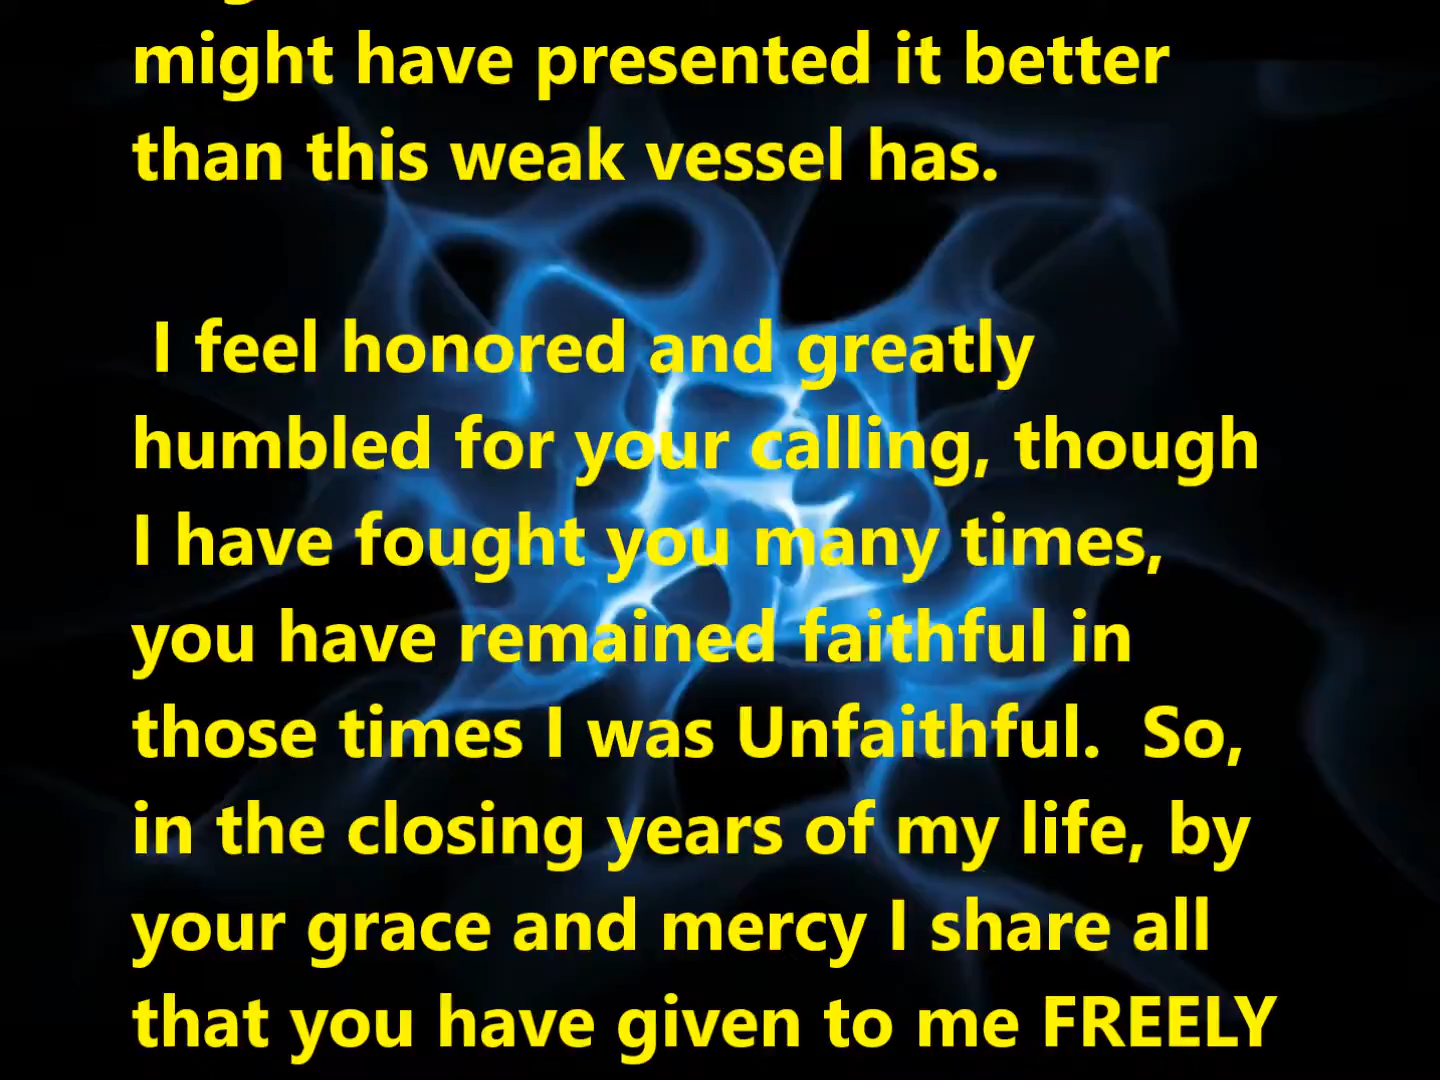 might have presented it better
than this weak vessel has.
I feel honored and greatly
humbled for your calling, though
I have fought you many times,
you have remained faithful in
those times I was Unfaithful. So,
in the closing years of my life, by
your grace and mercy I share all
that you have given to me FREELY